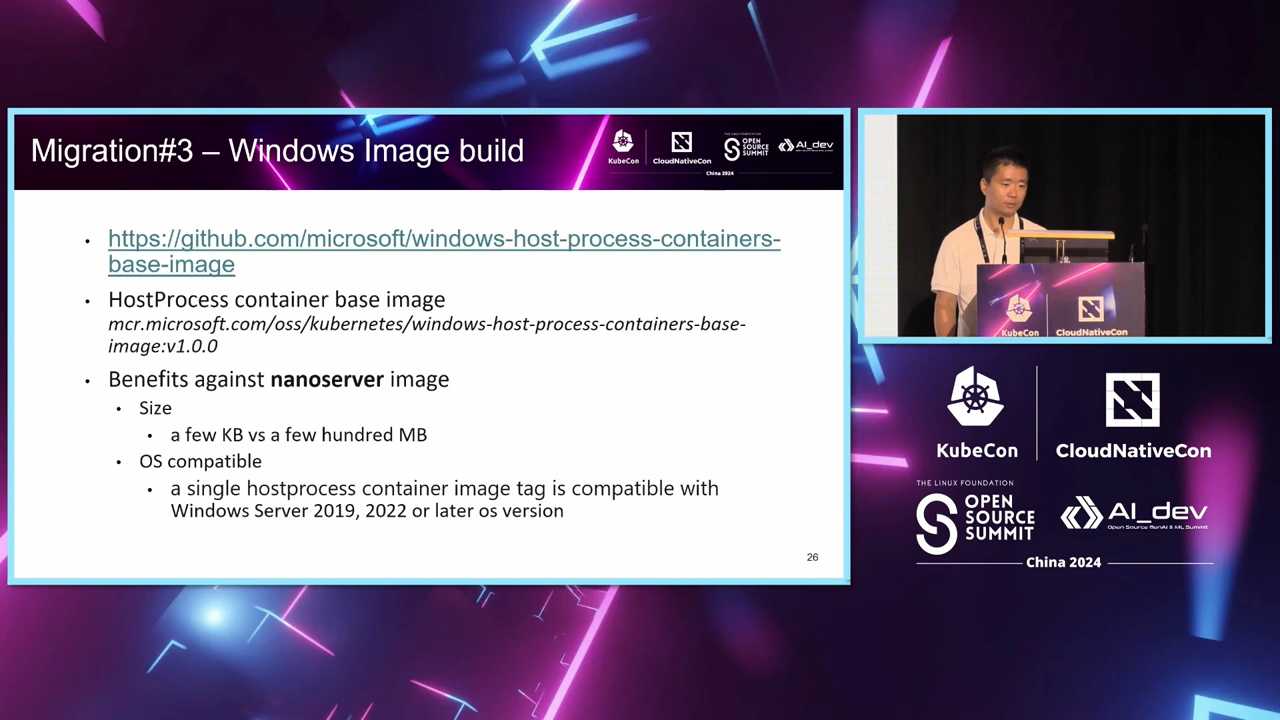 Migration#3 – Windows Image build
KubeCon
CloudNativeCon
THE LINUX FOUNDATION
OPEN
SOURCE
SUMMIT
AI_dev
China 2024
https://github.com/microsoft/windows-host-process-containers-
base-image
HostProcess container base image
mcr.microsoft.com/oss/kubernetes/windows-host-process-containers-base-
image:v1.0.0
Benefits against nanoserver image
Size
a few KB vs a few hundred MB
OS compatible
a single hostprocess container image tag is compatible with
Windows Server 2019, 2022 or later os version
26
KubeCon
CloudNativeCon
KubeCon
CloudNativeCon
THE LINUX FOUNDATION
OPEN
SOURCE
SUMMIT
AI_dev
Open Source GenAI & ML Summit
China 2024